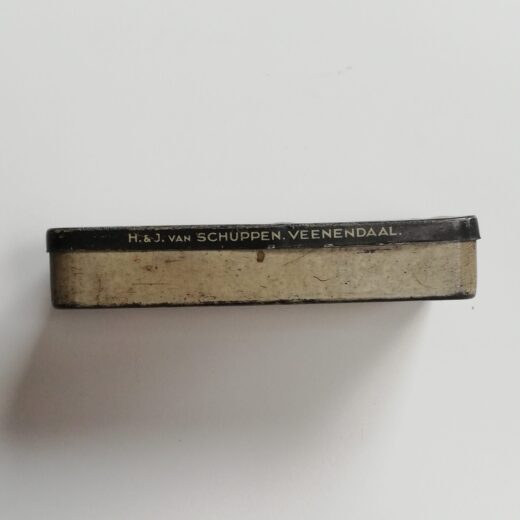 H. & J. VAN SCHUPPEN. VEENENDAAL.